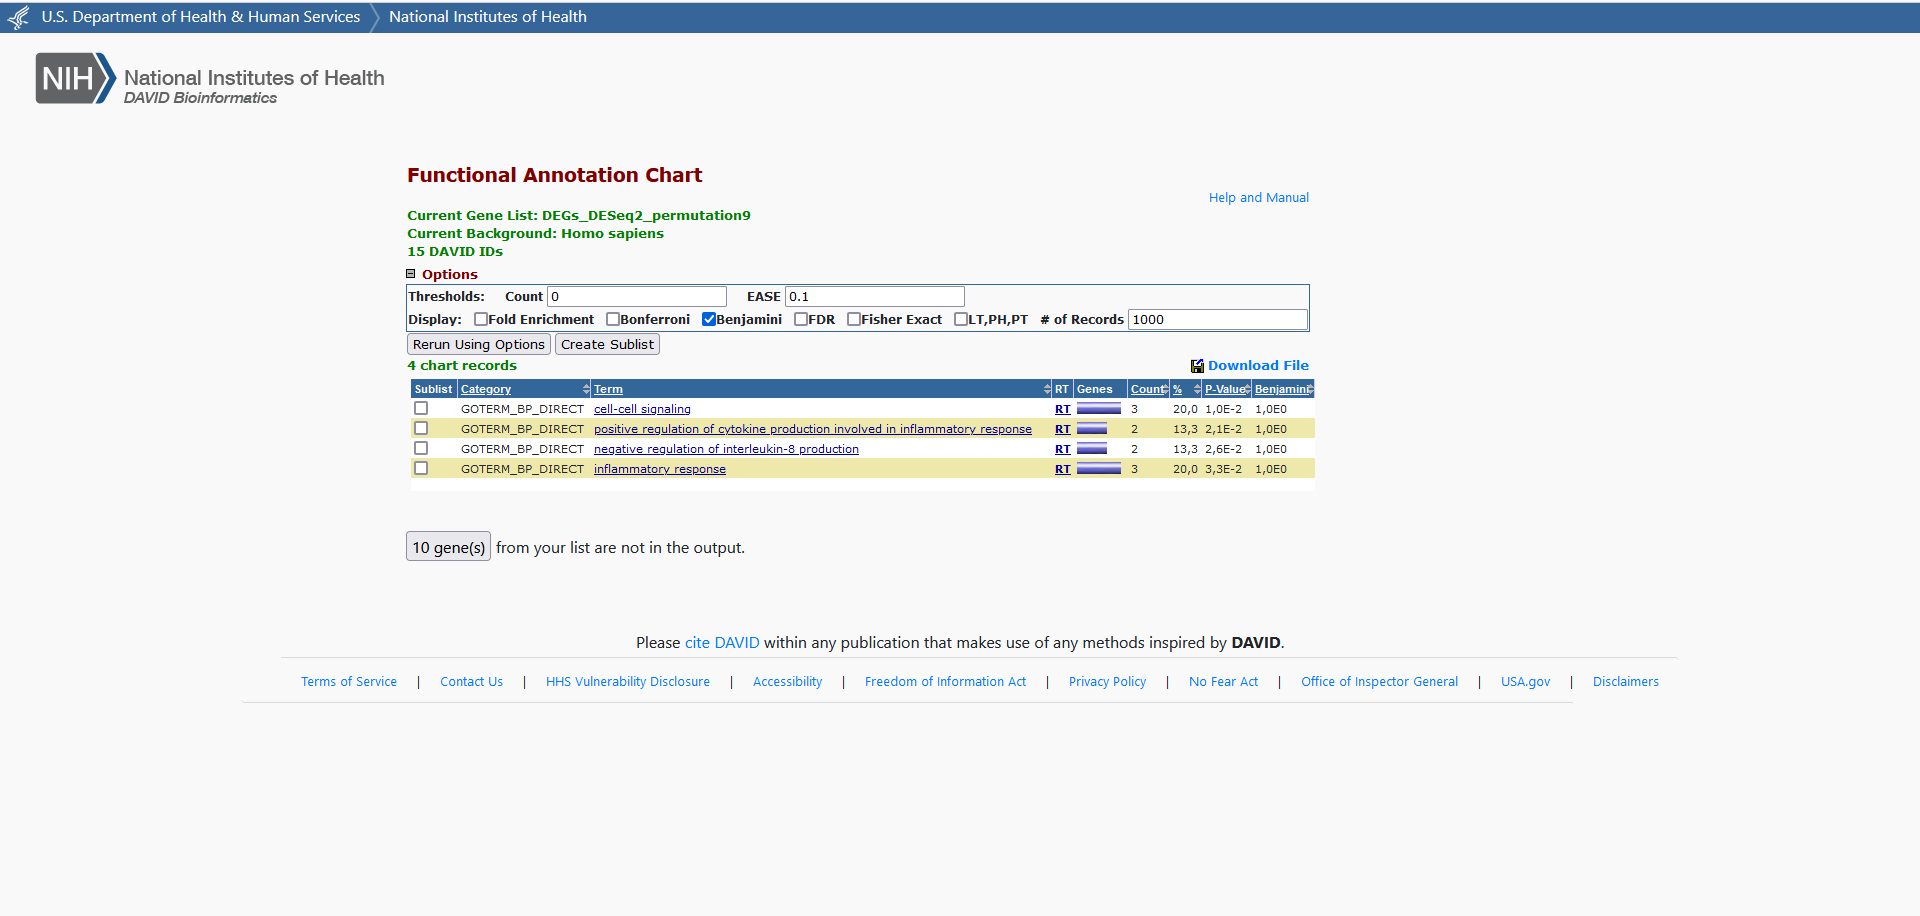 U.S. Department of Health & Human Services National Institutes of Health
NIH National Institutes of Health
DAVID Bioinformatics
Functional Annotation Chart
Help and Manual
Current Gene List: DEGs_DESeq2_permutation9
Current Background: Homo sapiens
15 DAVID IDs
Options
Thresholds: Count 0 EASE 0.1
Display: Fold Enrichment Bonferroni Benjamini FDR Fisher Exact LT,PH,PT # of Records 1000
Rerun Using Options Create Sublist
4 chart records Download File
Sublist Category Term RT Genes Count % P-Value Benjamini
GOTERM_BP_DIRECT cell-cell signaling RT 3 20,0 1,0E-2 1,0E0
GOTERM_BP_DIRECT positive regulation of cytokine production involved in inflammatory response RT 2 13,3 2,1E-2 1,0E0
GOTERM_BP_DIRECT negative regulation of interleukin-8 production RT 2 13,3 2,6E-2 1,0E0
GOTERM_BP_DIRECT inflammatory response RT 3 20,0 3,3E-2 1,0E0
10 gene(s) from your list are not in the output.
Please cite DAVID within any publication that makes use of any methods inspired by DAVID.
Terms of Service | Contact Us | HHS Vulnerability Disclosure | Accessibility | Freedom of Information Act | Privacy Policy | No Fear Act | Office of Inspector General | USA.gov | Disclaimers